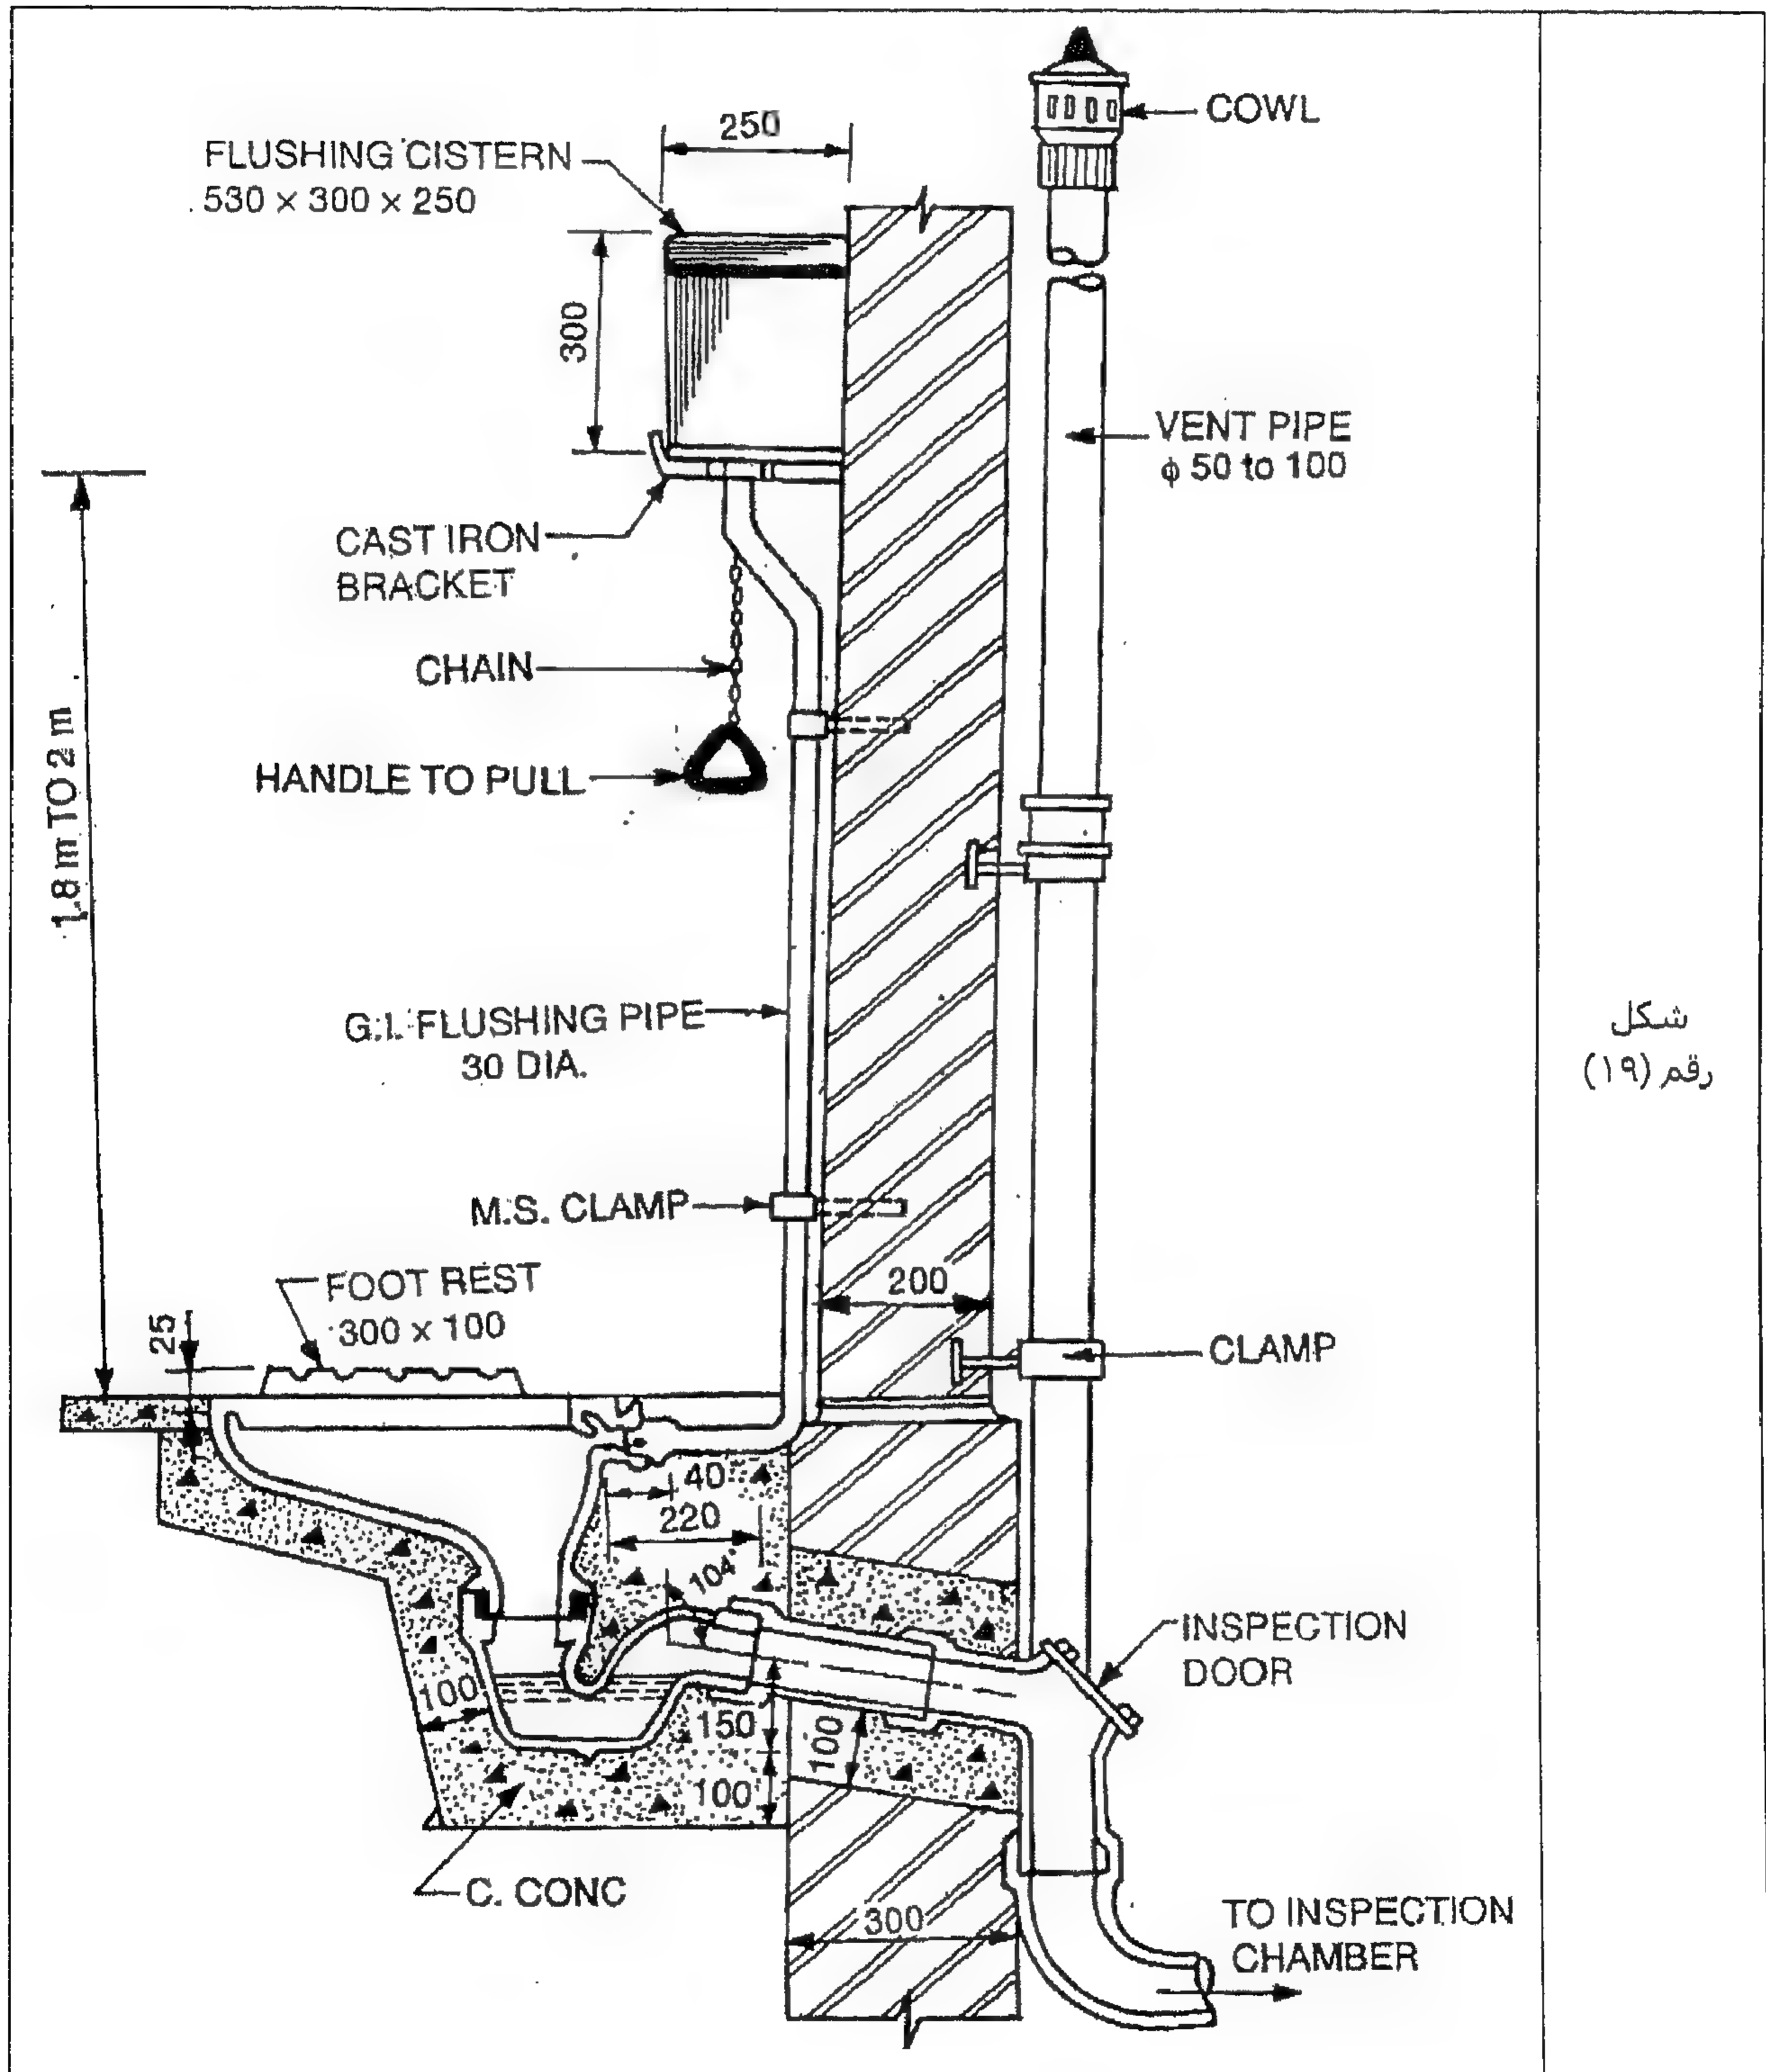 COWL
250
FLUSHING CISTERN
530 × 300 × 250
300
VENT PIPE
ϕ 50 to 100
CAST IRON
BRACKET
CHAIN
HANDLE TO PULL
1.8 m TO 2 m
شكل
رقم (١٩)
G.I. FLUSHING PIPE
30 DIA.
M.S. CLAMP
FOOT REST
300 × 100
25
200
CLAMP
40
220
104°
INSPECTION
DOOR
100
150
100
100
C. CONC
300
TO INSPECTION
CHAMBER